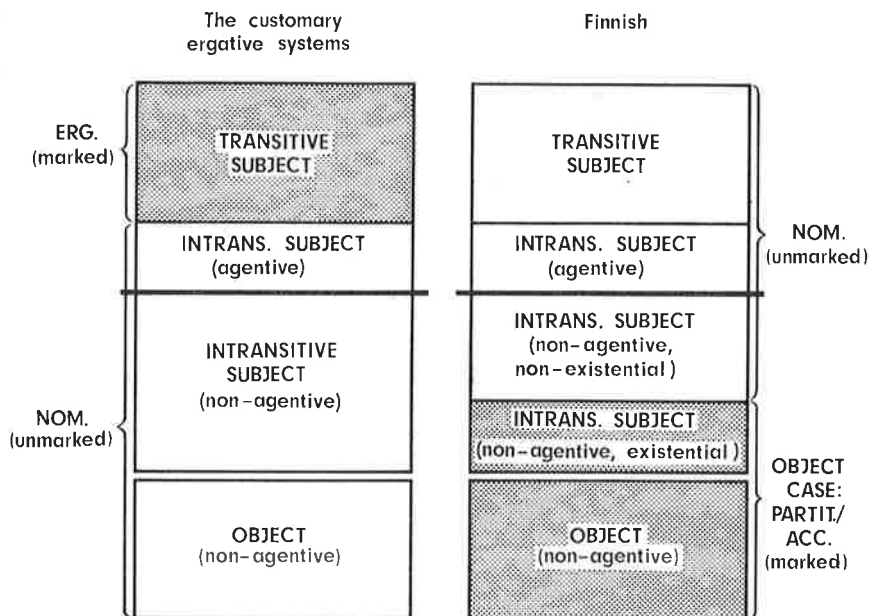 The customary
ergative systems
ERG.
(marked)
TRANSITIVE
SUBJECT
INTRANS. SUBJECT
(agentive)
INTRANSITIVE
SUBJECT
(non-agentive)
NOM.
(unmarked)
OBJECT
(non-agentive)
Finnish
TRANSITIVE
SUBJECT
INTRANS. SUBJECT
(agentive)
NOM.
(unmarked)
INTRANS. SUBJECT
(non-agentive,
non-existential)
INTRANS. SUBJECT
(non-agentive, existential)
OBJECT
(non-agentive)
OBJECT
CASE:
PARTIT./
ACC.
(marked)